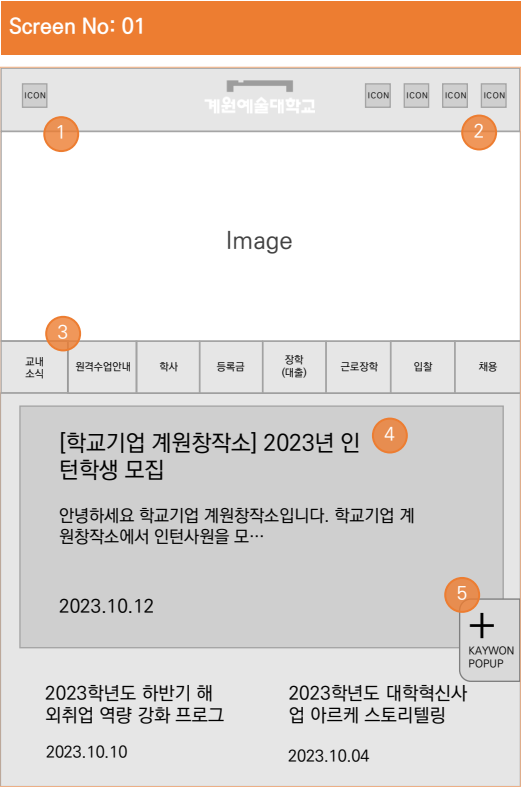 Screen No: 01
ICON
계원예술대학교
ICON
ICON
ICON
ICON
1
2
Image
3
교내
소식
원격수업안내
학사
등록금
장학
(대출)
근로장학
입찰
채용
[학교기업 계원창작소] 2023년 인
턴학생 모집
4
안녕하세요 학교기업 계원창작소입니다. 학교기업 계
원창작소에서 인턴사원을 모…
2023.10.12
5
+
KAYWON
POPUP
2023학년도 하반기 해
외취업 역량 강화 프로그
2023.10.10
2023학년도 대학혁신사
업 아르케 스토리텔링
2023.10.04